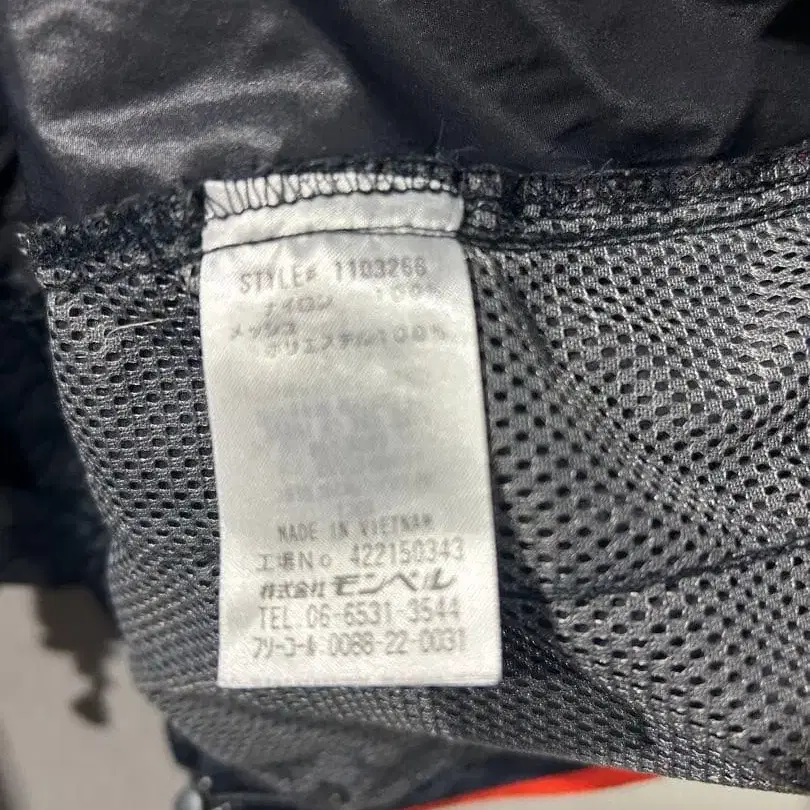 STYLE# 1103266
ナイロン 100%
メッシュ
ポリエステル100%
MADE IN VIETNAM
工場No 422150343
株式会社 モンベル
TEL. 06-6531-3544
フリーコール 0088-22-0031